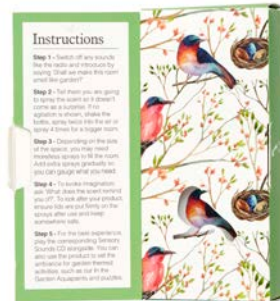 Instructions
Step 1 - Switch off any sounds
like the radio and introduce by
saying 'Shall we make this room
smell like garden?'
Step 2 - Tell them you are going
to spray the scent so it doesn't
come as a surprise. If no
agitation is shown, shake the
bottle, spray twice into the air or
spray 4 times for a bigger room.
Step 3 - Depending on the size
of the space, you may need
more/less sprays to fill the room.
Add extra sprays gradually so
you can gauge what you need.
Step 4 - To evoke imagination
ask 'What does the scent remind
you of?'. To look after your product,
ensure lids are put firmly on the
sprays after use and keep
somewhere safe.
Step 5 - For the best experience
play the corresponding Sensory
Sounds CD alongside. You can
also use the product to set the
ambiance for garden themed
activities, such as our In the
Garden Aquapaints and puzzles.